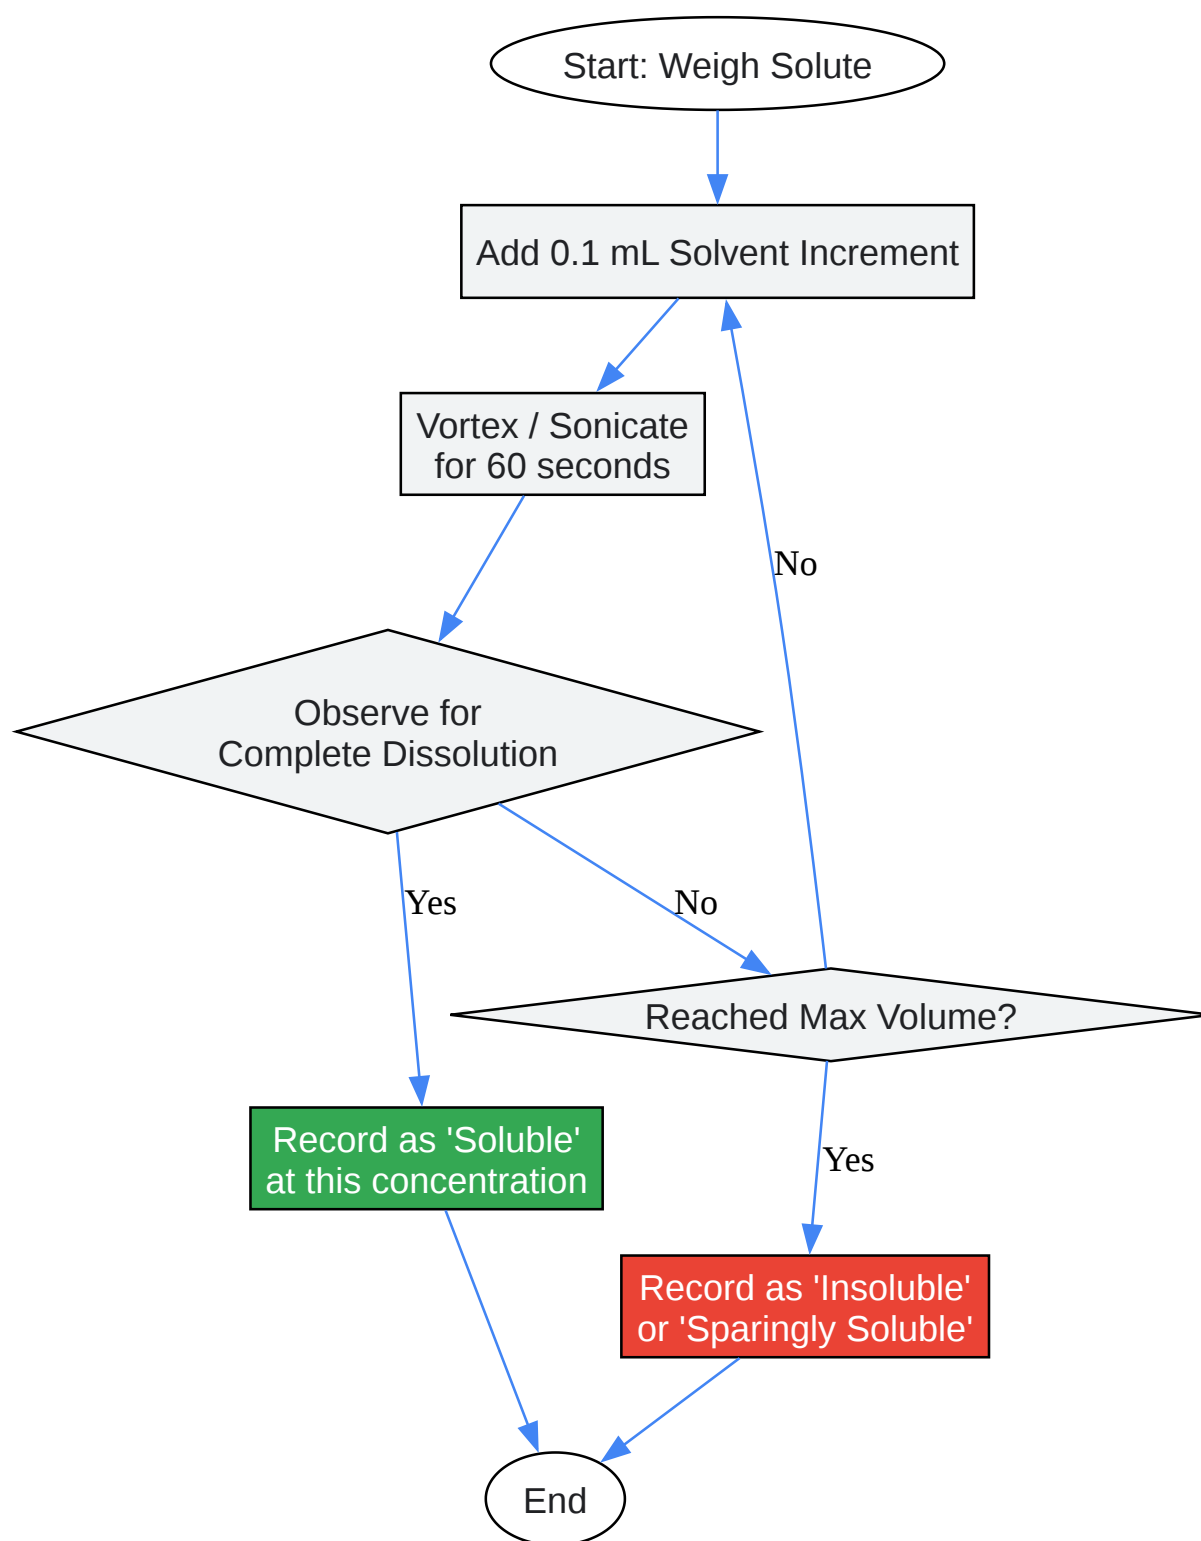 Start: Weigh Solute
Add 0.1 mL Solvent Increment
Vortex / Sonicate
for 60 seconds
No
Observe for
Complete Dissolution
Yes
No
Reached Max Volume?
Record as 'Soluble'
at this concentration
Yes
Record as 'Insoluble'
or 'Sparingly Soluble'
End